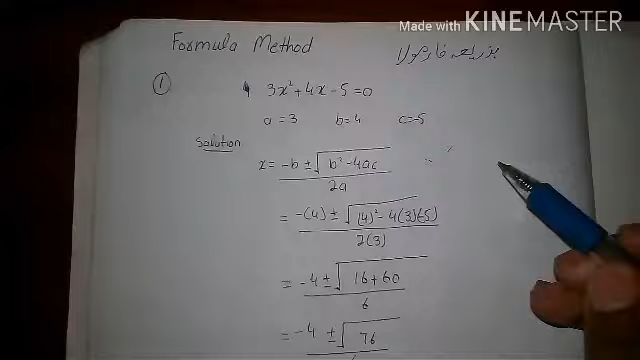 Made with KINEMASTER
Formula Method بذریعہ فارمولا
① 3x²+4x-5=0
a=3 b=4 c=-5
Solution
x= -b ± √b²-4ac / 2a
= -(4) ± √(4)²-4(3)(-5) / 2(3)
= -4 ± √16+60 / 6
= -4 ± √76